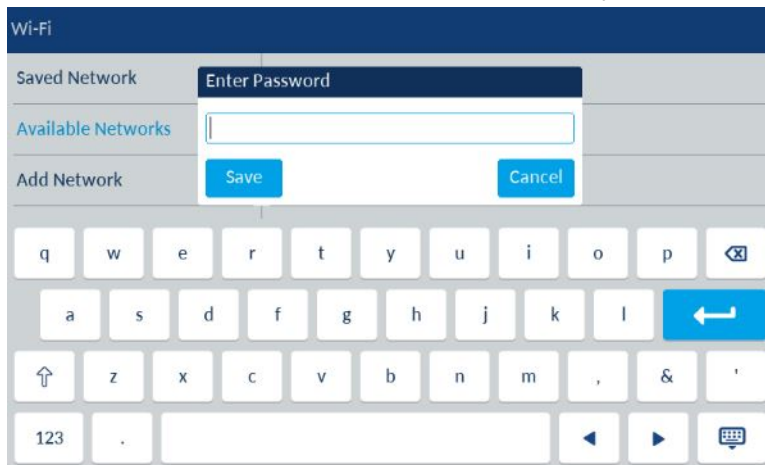 Wi-Fi
Saved Network
Enter Password
Available Networks
Add Network
Save Cancel
q w e r t y u i o p
a s d f g h j k l
z x c v b n m , & '
123 .